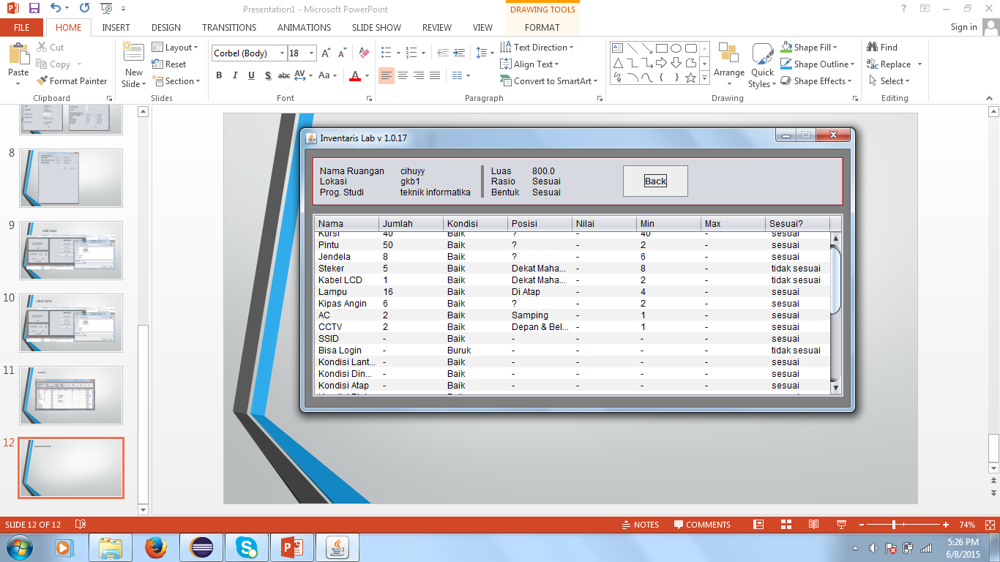 Presentation1 - Microsoft PowerPoint
DRAWING TOOLS
?
FILE HOME INSERT DESIGN TRANSITIONS ANIMATIONS SLIDE SHOW REVIEW VIEW FORMAT Sign in
Paste
Cut
Copy
Format Painter
Clipboard
New Slide
Layout
Reset
Section
Slides
Corbel (Body) 18
B I U S abc AV Aa A
Font
Text Direction
Align Text
Convert to SmartArt
Paragraph
Arrange
Quick Styles
Shape Fill
Shape Outline
Shape Effects
Drawing
Find
Replace
Select
Editing
8
9
10
11
12
Inventaris Lab v 1.0.17
Nama Ruangan cihuyy Luas 800.0
Lokasi gkb1 Rasio Sesuai
Prog. Studi teknik informatika Bentuk Sesuai
Back
Nama Jumlah Kondisi Posisi Nilai Min Max Sesuai?
Kursi 40 Baik ? - 40 - sesuai
Pintu 50 Baik ? - 2 - sesuai
Jendela 8 Baik ? - 6 - sesuai
Steker 5 Baik Dekat Maha... - 8 - tidak sesuai
Kabel LCD 1 Baik Dekat Maha... - 2 - tidak sesuai
Lampu 16 Baik Di Atap - 4 - sesuai
Kipas Angin 6 Baik ? - 2 - sesuai
AC 2 Baik Samping - 1 - sesuai
CCTV 2 Baik Depan & Bel... - 1 - sesuai
SSID - Baik - - - - sesuai
Bisa Login - Buruk - - - - tidak sesuai
Kondisi Lant... - Baik - - - - sesuai
Kondisi Din... - Baik - - - - sesuai
Kondisi Atap - Baik - - - - sesuai
SLIDE 12 OF 12 NOTES COMMENTS 74%
5:26 PM
6/8/2015